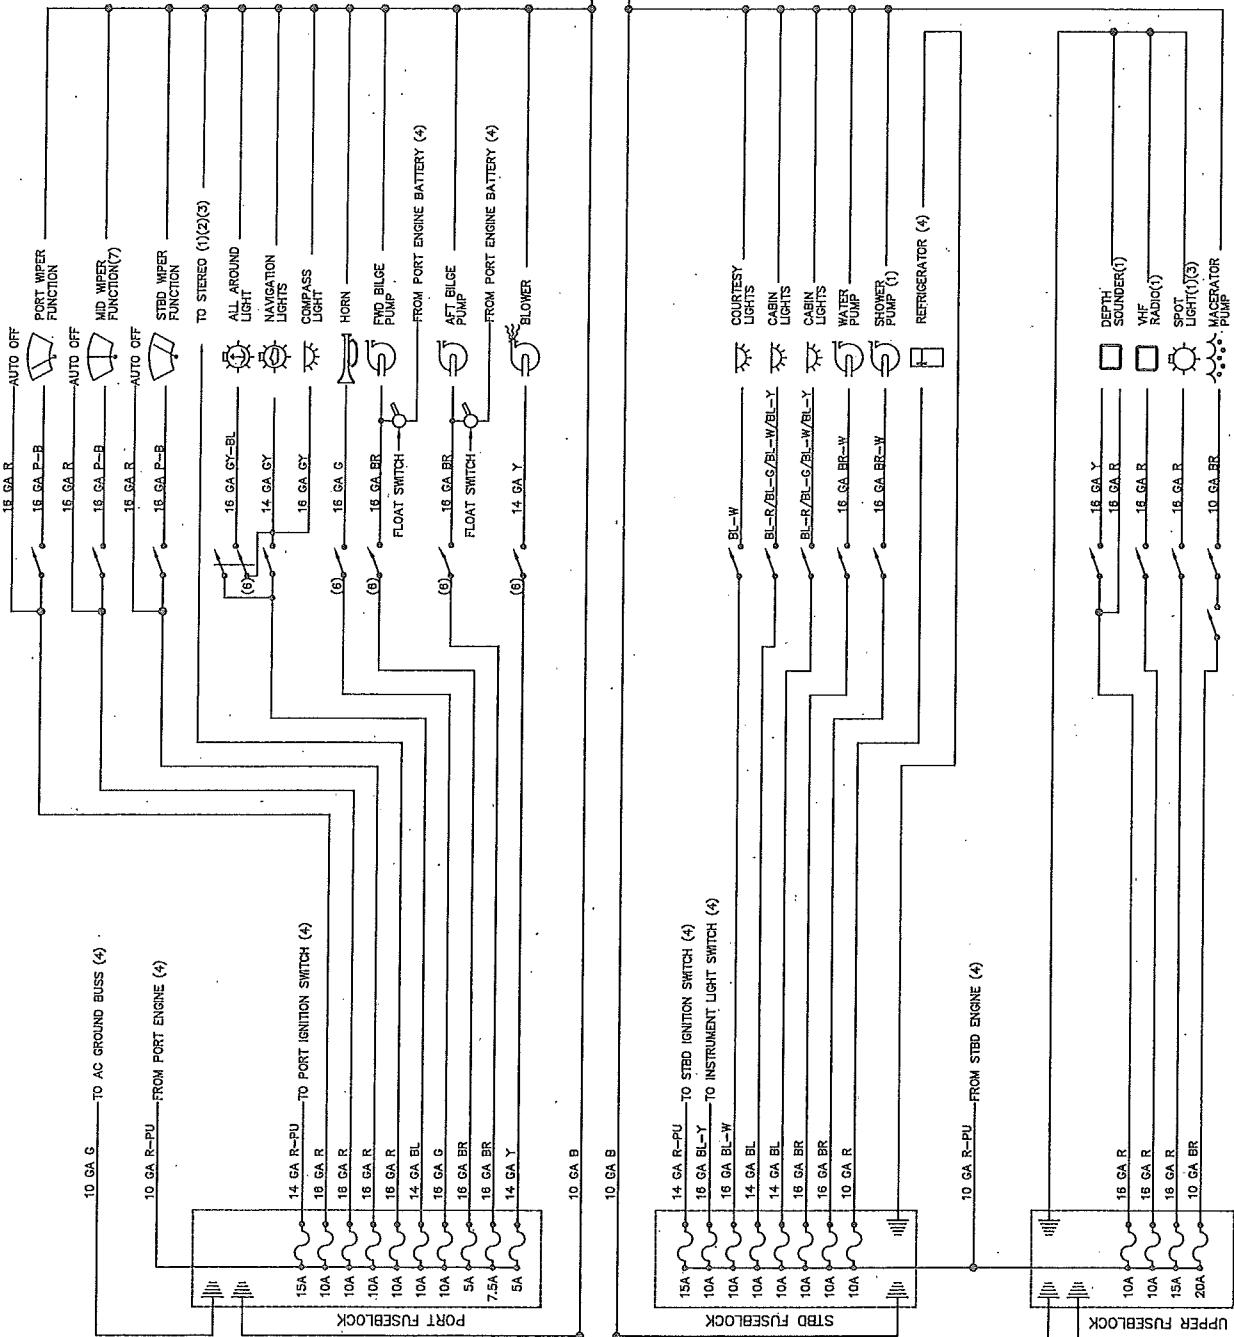 16 GA R
AUTO OFF
16 GA P-B
PORT WIPER
FUNCTION
16 GA R
AUTO OFF
16 GA P-B
MID WIPER
FUNCTION(7)
16 GA R
AUTO OFF
16 GA P-B
STBD WIPER
FUNCTION
TO STEREO (1)(2)(3)
16 GA GY-BL
ALL AROUND
LIGHT
(6)
14 GA GY
NAVIGATION
LIGHTS
16 GA GY
COMPASS
LIGHT
(6)
16 GA G
HORN
(6)
16 GA BR
FWD BILGE
PUMP
FLOAT SWITCH
FROM PORT ENGINE BATTERY (4)
16 GA BR
AFT BILGE
PUMP
FLOAT SWITCH
FROM PORT ENGINE BATTERY (4)
(6)
14 GA Y
BLOWER
10 GA G
TO AC GROUND BUSS (4)
10 GA R-PU
FROM PORT ENGINE (4)
15A
14 GA R-PU
TO PORT IGNITION SWITCH (4)
10A
16 GA R
10A
16 GA R
10A
16 GA R
10A
16 GA R
10A
14 GA BL
10A
16 GA G
5A
16 GA BR
7.5A
16 GA BR
5A
14 GA Y
PORT FUSEBLOCK
10 GA B
10 GA B
BL-W
COURTESY
LIGHTS
BL-R/BL-G/BL-W/BL-Y
CABIN
LIGHTS
BL-R/BL-G/BL-W/BL-Y
CABIN
LIGHTS
16 GA BR-W
WATER
PUMP
16 GA BR-W
SHOWER
PUMP (1)
REFRIGERATOR (4)
15A
14 GA R-PU
TO STBD IGNITION SWITCH (4)
10A
16 GA BL-Y
TO INSTRUMENT LIGHT SWITCH (4)
10A
16 GA BL-W
10A
14 GA BL
10A
14 GA BL
10A
16 GA BR
10A
16 GA BR
10A
10 GA R
STBD FUSEBLOCK
10 GA R-PU
FROM STBD ENGINE (4)
16 GA Y
16 GA R
DEPTH
SOUNDER(1)
16 GA R
VHF
RADIO(1)
16 GA R
SPOT
LIGHT(1)(3)
10 GA BR
MACERATOR
PUMP
10A
16 GA R
10A
16 GA R
15A
16 GA R
20A
10 GA BR
UPPER FUSEBLOCK